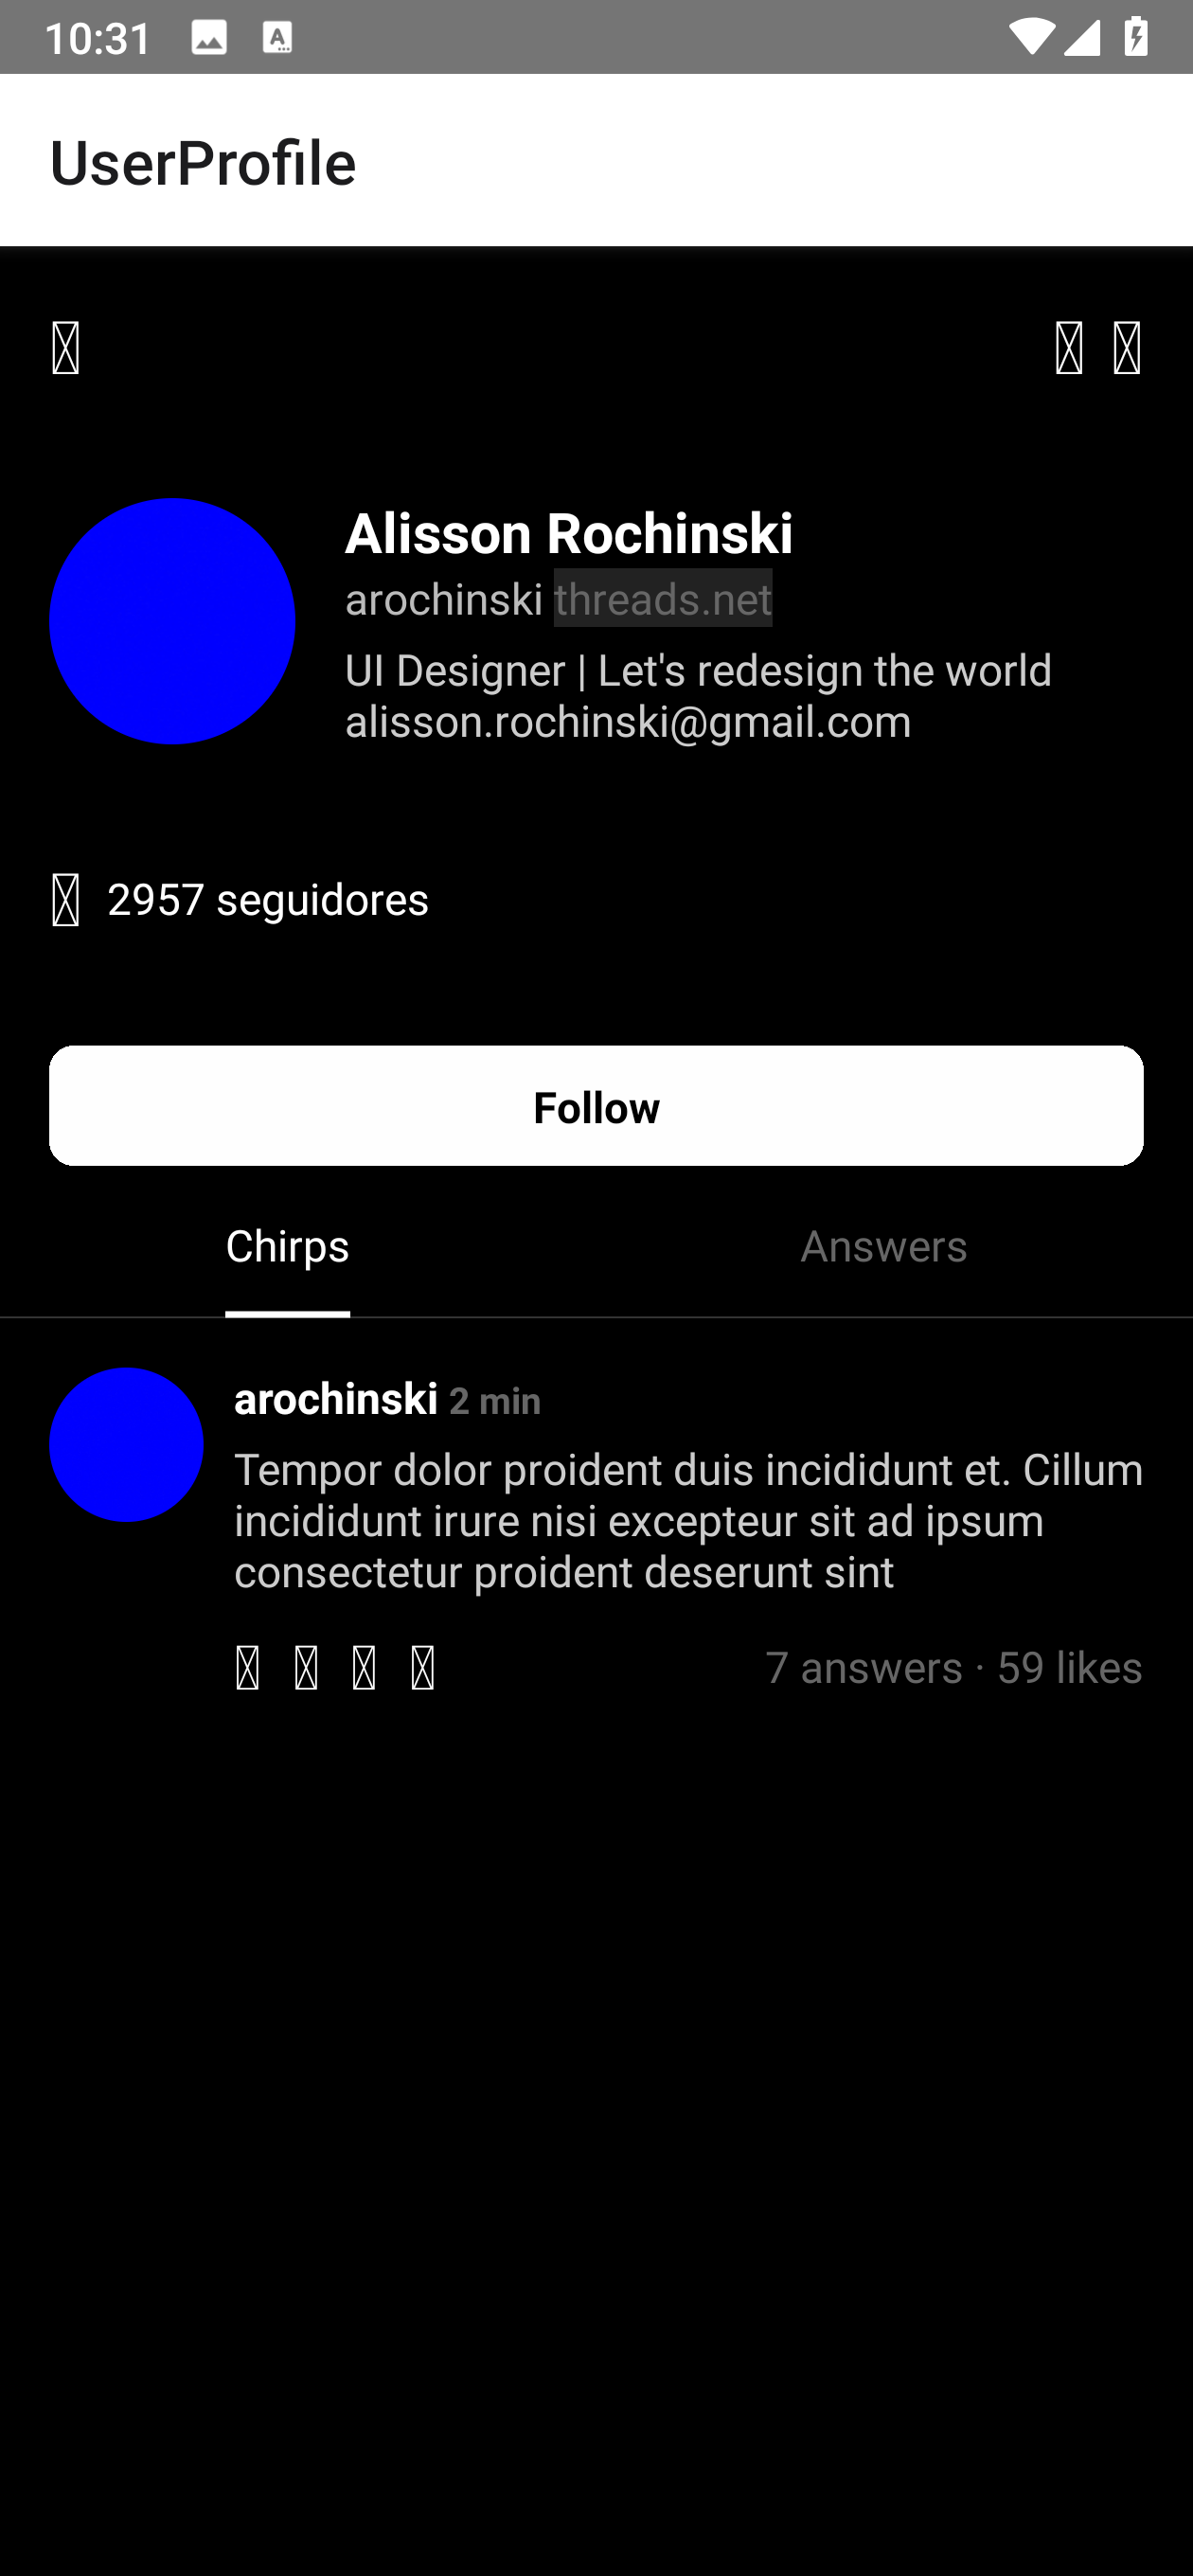 10:31
UserProfile
Alisson Rochinski
arochinski threads.net
UI Designer | Let's redesign the world
alisson.rochinski@gmail.com
2957 seguidores
Follow
Chirps
Answers
arochinski 2 min
Tempor dolor proident duis incididunt et. Cillum
incididunt irure nisi excepteur sit ad ipsum
consectetur proident deserunt sint
7 answers · 59 likes